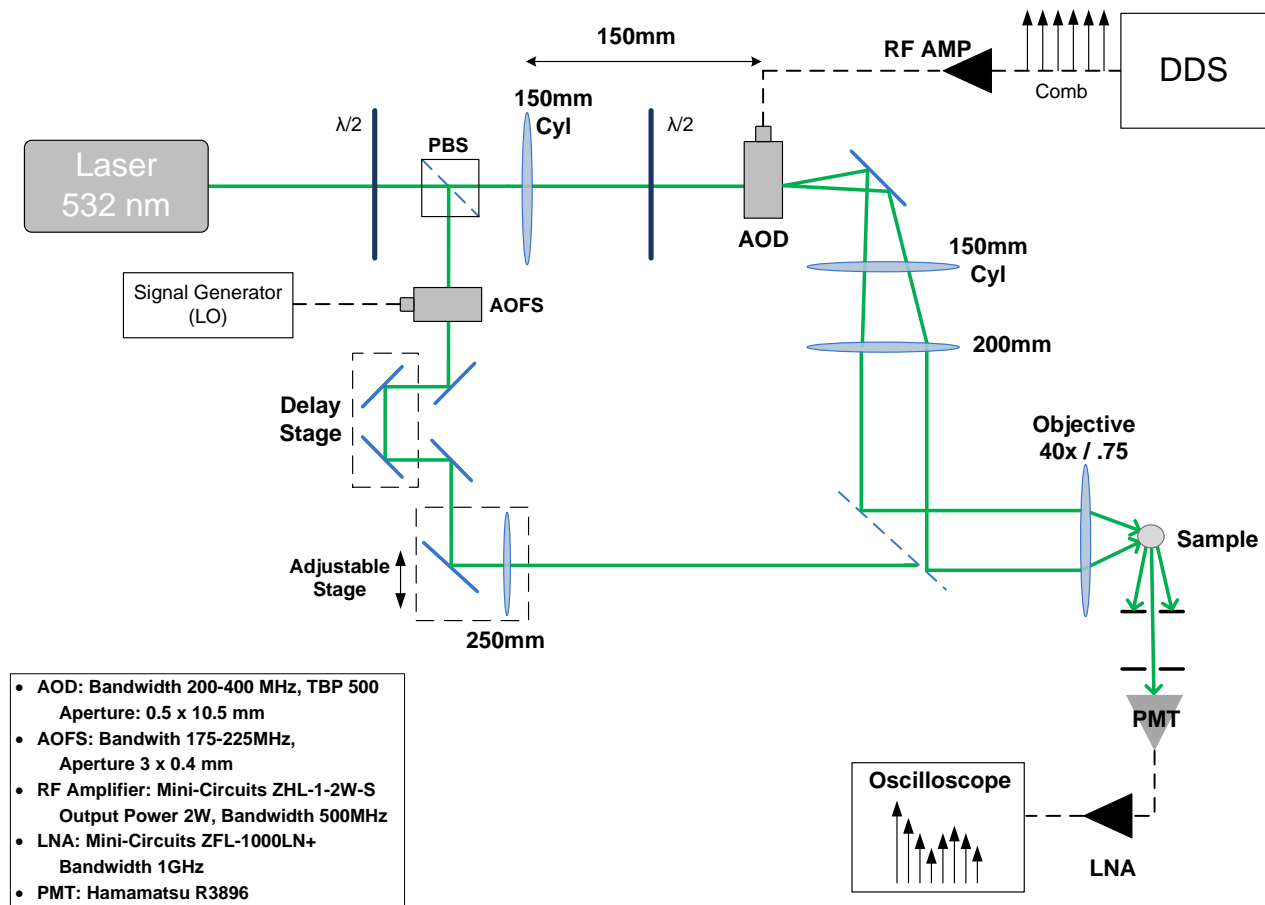 150mm
RF AMP
DDS
Comb
150mm
Cyl
λ/2
λ/2
PBS
Laser
532 nm
AOD
150mm
Cyl
Signal Generator
(LO)
AOFS
200mm
Delay
Stage
Objective
40x / .75
Sample
Adjustable
Stage
250mm
• AOD: Bandwidth 200-400 MHz, TBP 500
Aperture: 0.5 x 10.5 mm
• AOFS: Bandwith 175-225MHz,
Aperture 3 x 0.4 mm
• RF Amplifier: Mini-Circuits ZHL-1-2W-S
Output Power 2W, Bandwidth 500MHz
• LNA: Mini-Circuits ZFL-1000LN+
Bandwidth 1GHz
• PMT: Hamamatsu R3896
PMT
Oscilloscope
LNA